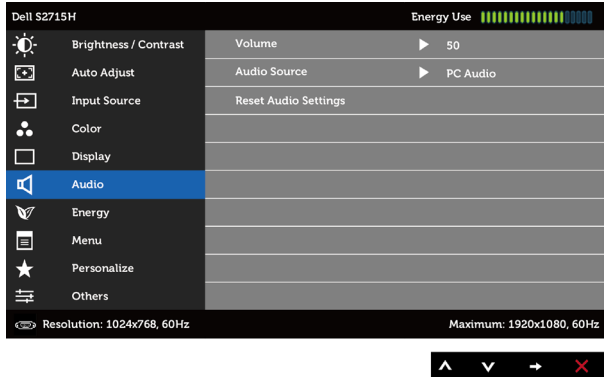 Dell S2715H Energy Use
Brightness / Contrast Volume 50
Auto Adjust Audio Source PC Audio
Input Source Reset Audio Settings
Color
Display
Audio
Energy
Menu
Personalize
Others
Resolution: 1024x768, 60Hz Maximum: 1920x1080, 60Hz